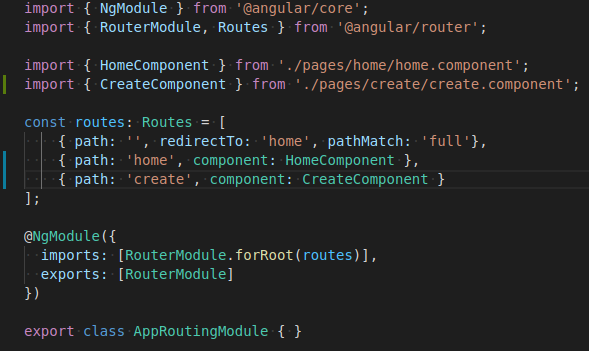 import { NgModule } from '@angular/core';
import { RouterModule, Routes } from '@angular/router';
import { HomeComponent } from './pages/home/home.component';
import { CreateComponent } from './pages/create/create.component';
const routes: Routes = [
{ path: '', redirectTo: 'home', pathMatch: 'full'},
{ path: 'home', component: HomeComponent },
{ path: 'create', component: CreateComponent }
];
@NgModule({
imports: [RouterModule.forRoot(routes)],
exports: [RouterModule]
})
export class AppRoutingModule { }